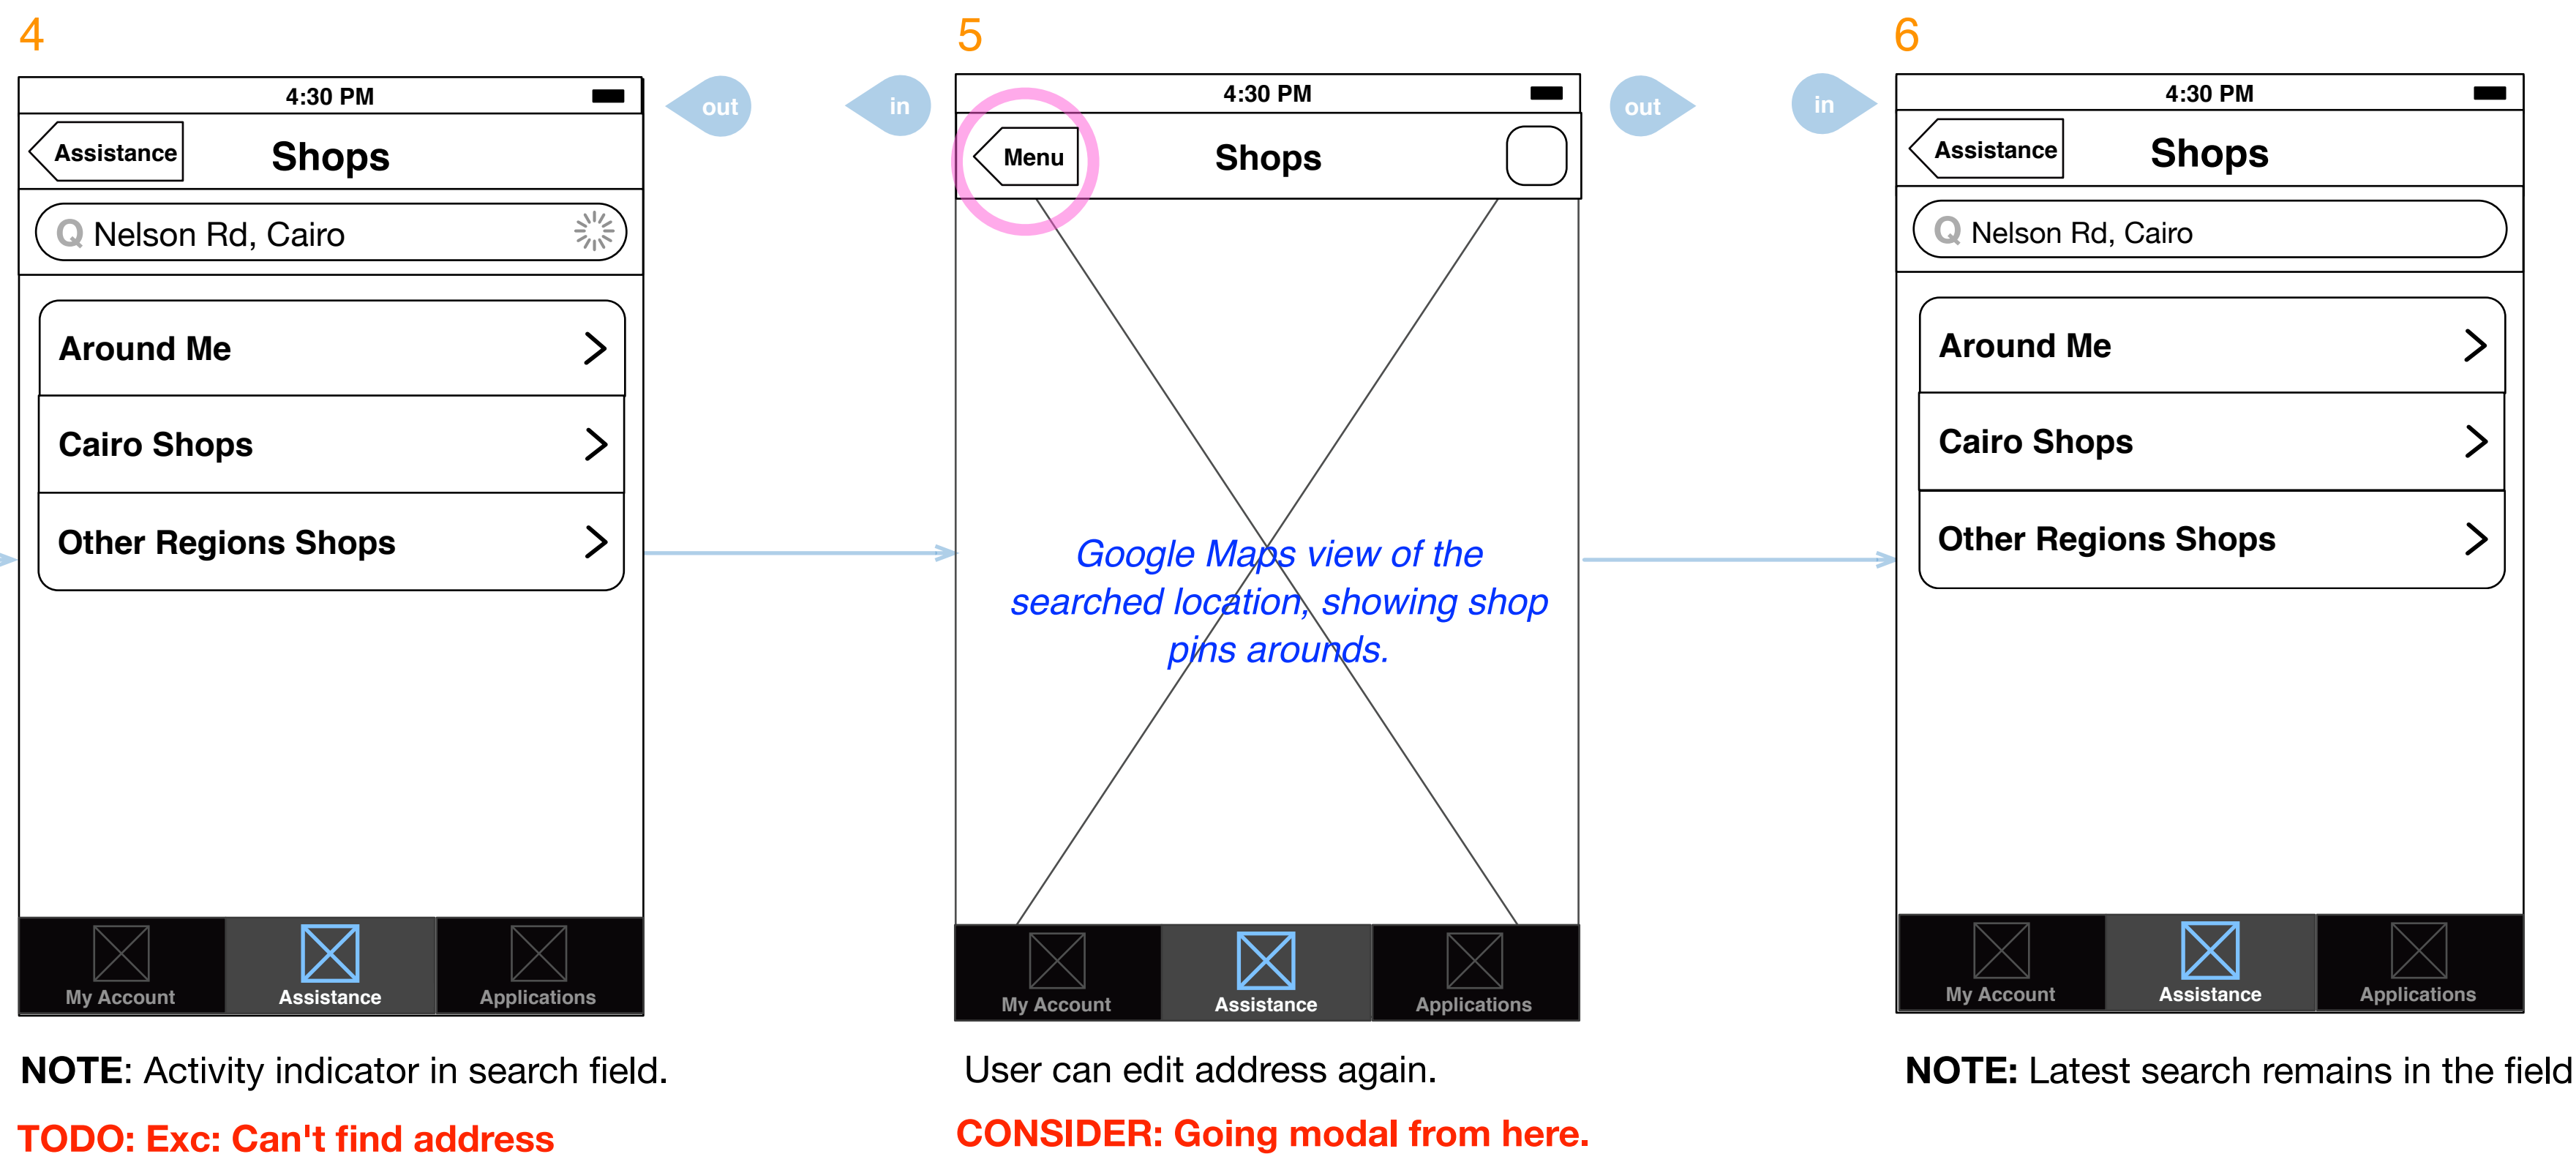 4
4:30 PM
Assistance
Shops
Q Nelson Rd, Cairo
Around Me
Cairo Shops
Other Regions Shops
My Account
Assistance
Applications
NOTE: Activity indicator in search field.
TODO: Exc: Can't find address
out
in
5
4:30 PM
Menu
Shops
Google Maps view of the
searched location, showing shop
pins arounds.
My Account
Assistance
Applications
User can edit address again.
CONSIDER: Going modal from here.
out
in
6
4:30 PM
Assistance
Shops
Q Nelson Rd, Cairo
Around Me
Cairo Shops
Other Regions Shops
My Account
Assistance
Applications
NOTE: Latest search remains in the field